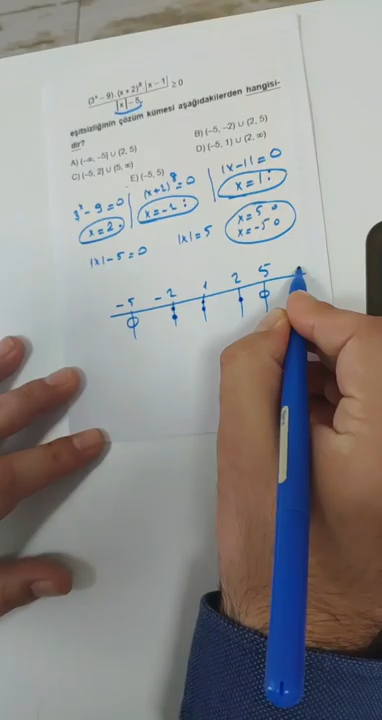 (3ˣ – 9) . (x + 2)⁸ |x – 1|
|x| – 5
≥ 0
eşitsizliğinin çözüm kümesi aşağıdakilerden hangisi-
dir?
A) (–∞, –5] ∪ (2, 5) B) (–5, –2) ∪ (2, 5)
C) (–5, 2] ∪ (5, ∞) D) (–5, 1) ∪ (2, ∞)
E) (–5, 5)
3ˣ – 9 = 0 (x + 2)⁸ = 0 |x – 1| = 0
x = 2 x = –2 x = 1
|x| – 5 = 0 |x| = 5 x = 5
x = –5
–5 –2 1 2 5